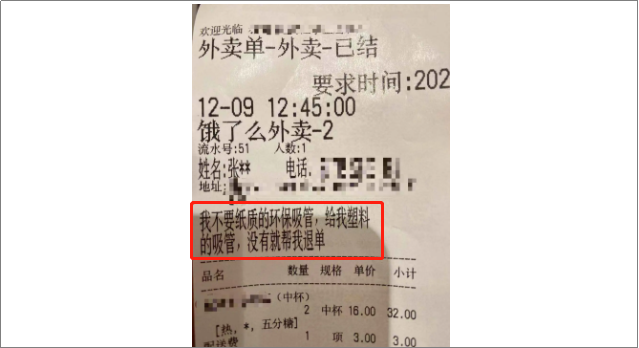 欢迎光临
外卖单-外卖-已结
要求时间:202
12-09 12:45:00
饿了么外卖-2
流水号:51 人数:1
姓名:张** 电话:
地址:
我不要纸质的环保吸管，给我塑料
的吸管，没有就帮我退单
品名 数量 规格 单价 小计
(中杯)
2 中杯 16.00 32.00
[热,*,五分糖]
配送费 1 项 3.00 3.00